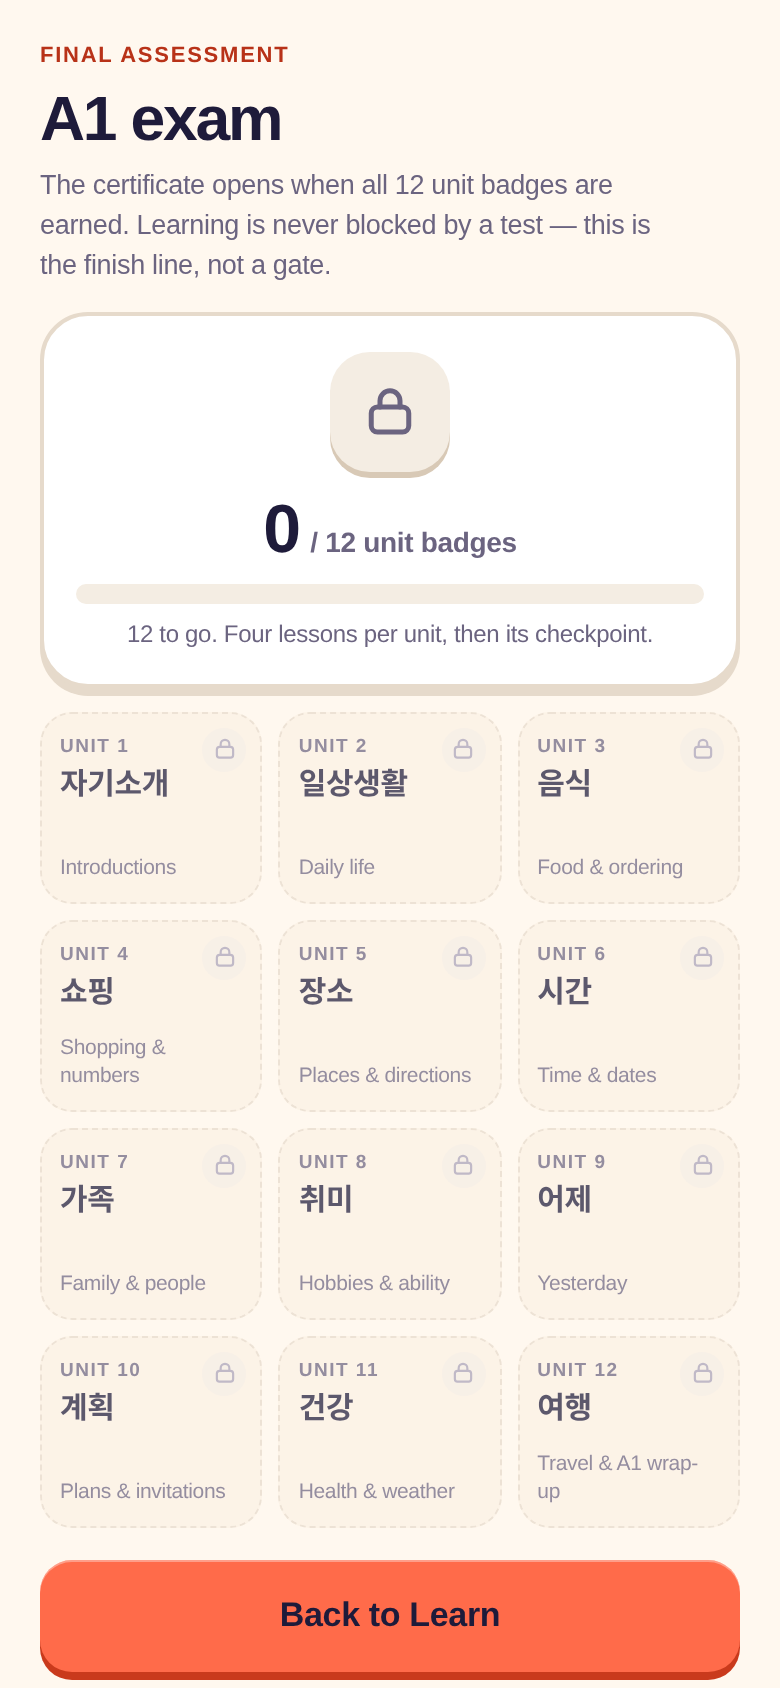 FINAL ASSESSMENT
A1 exam
The certificate opens when all 12 unit badges are
earned. Learning is never blocked by a test — this is
the finish line, not a gate.
0 / 12 unit badges
12 to go. Four lessons per unit, then its checkpoint.
UNIT 1
자기소개
Introductions
UNIT 2
일상생활
Daily life
UNIT 3
음식
Food & ordering
UNIT 4
쇼핑
Shopping &
numbers
UNIT 5
장소
Places & directions
UNIT 6
시간
Time & dates
UNIT 7
가족
Family & people
UNIT 8
취미
Hobbies & ability
UNIT 9
어제
Yesterday
UNIT 10
계획
Plans & invitations
UNIT 11
건강
Health & weather
UNIT 12
여행
Travel & A1 wrap-
up
Back to Learn